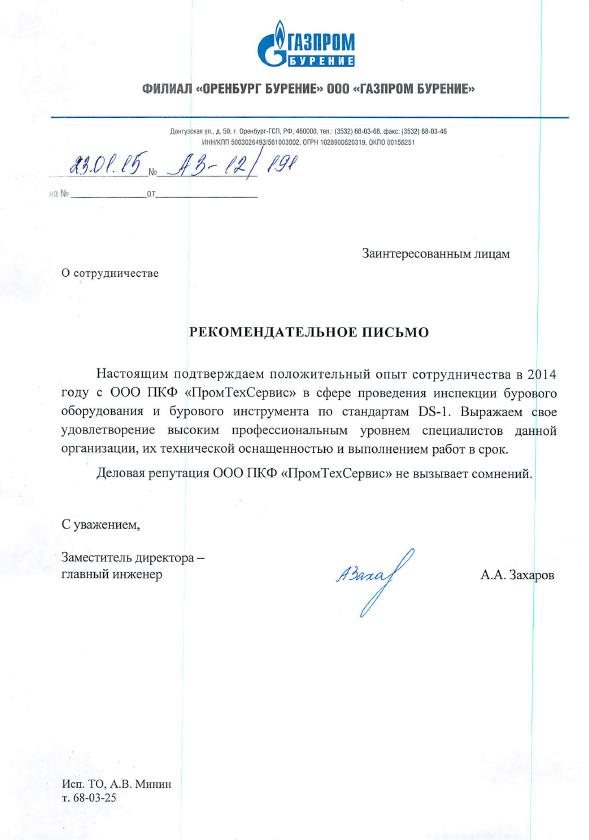 ГАЗПРОМ
БУРЕНИЕ
ФИЛИАЛ «ОРЕНБУРГ БУРЕНИЕ» ООО «ГАЗПРОМ БУРЕНИЕ»
Донгузская ул., д. 59, г. Оренбург-ГСП, РФ, 460000, тел.: (3532) 68-03-68, факс: (3532) 68-03-46
ИНН/КПП 5003026493/561003002, ОГРН 1028900620319, ОКПО 00156251
23.01.15 № АЗ-12/191
на № от
Заинтересованным лицам
О сотрудничестве
РЕКОМЕНДАТЕЛЬНОЕ ПИСЬМО
Настоящим подтверждаем положительный опыт сотрудничества в 2014
году с ООО ПКФ «ПромТехСервис» в сфере проведения инспекции бурового
оборудования и бурового инструмента по стандартам DS-1. Выражаем свое
удовлетворение высоким профессиональным уровнем специалистов данной
организации, их технической оснащенностью и выполнением работ в срок.
Деловая репутация ООО ПКФ «ПромТехСервис» не вызывает сомнений.
С уважением,
Заместитель директора –
главный инженер АЗахар А.А. Захаров
Исп. ТО, А.В. Минин
т. 68-03-25